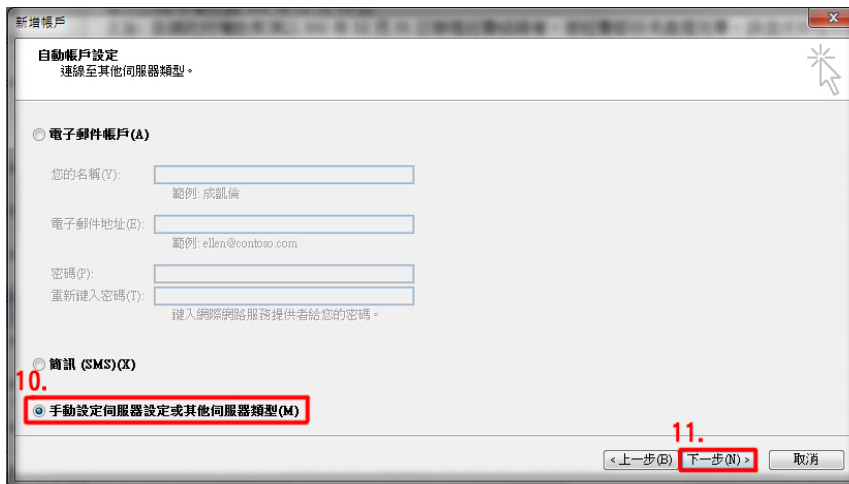 新增帳戶
自動帳戶設定
連線至其他伺服器類型。
電子郵件帳戶(A)
您的名稱(Y):
範例: 成凱倫
電子郵件地址(E):
範例: ellen@contoso.com
密碼(P):
重新鍵入密碼(T):
鍵入網際網路服務提供者給您的密碼。
簡訊 (SMS)(X)
10.
手動設定伺服器設定或其他伺服器類型(M)
11.
<上一步(B) 下一步(N)> 取消